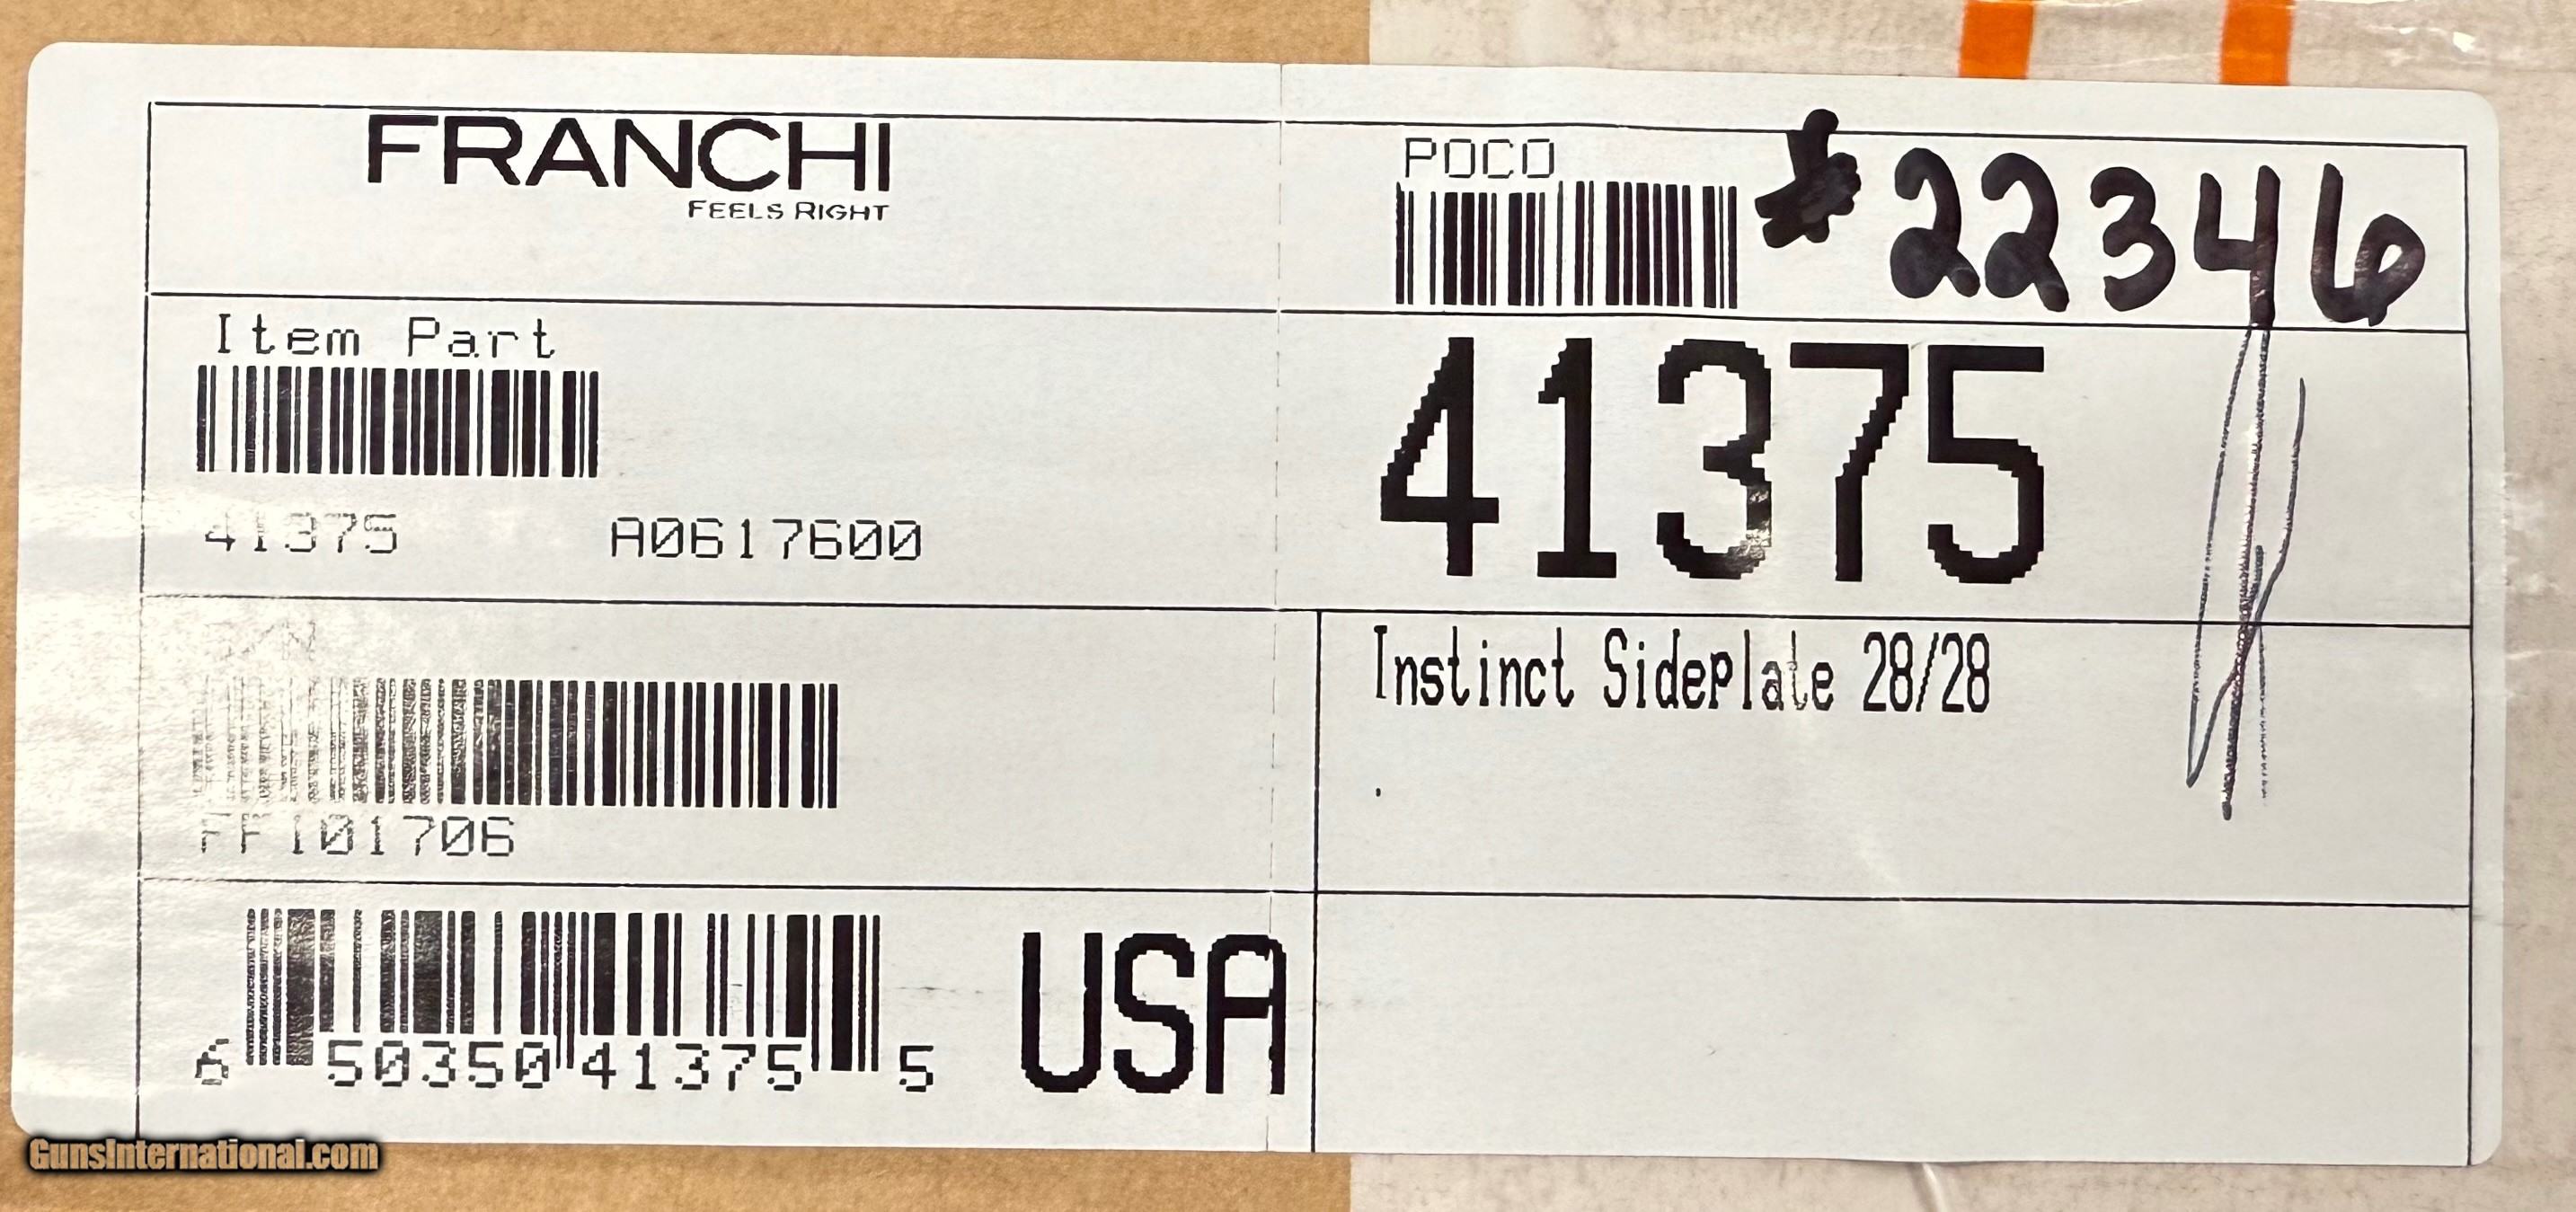 FRANCHI
FEELS RIGHT
POCO
#22346
Item Part
41375 A0617600
41375
FF101706
Instinct Sideplate 28/28
6 50350 41375 5
USA
GunsInternational.com